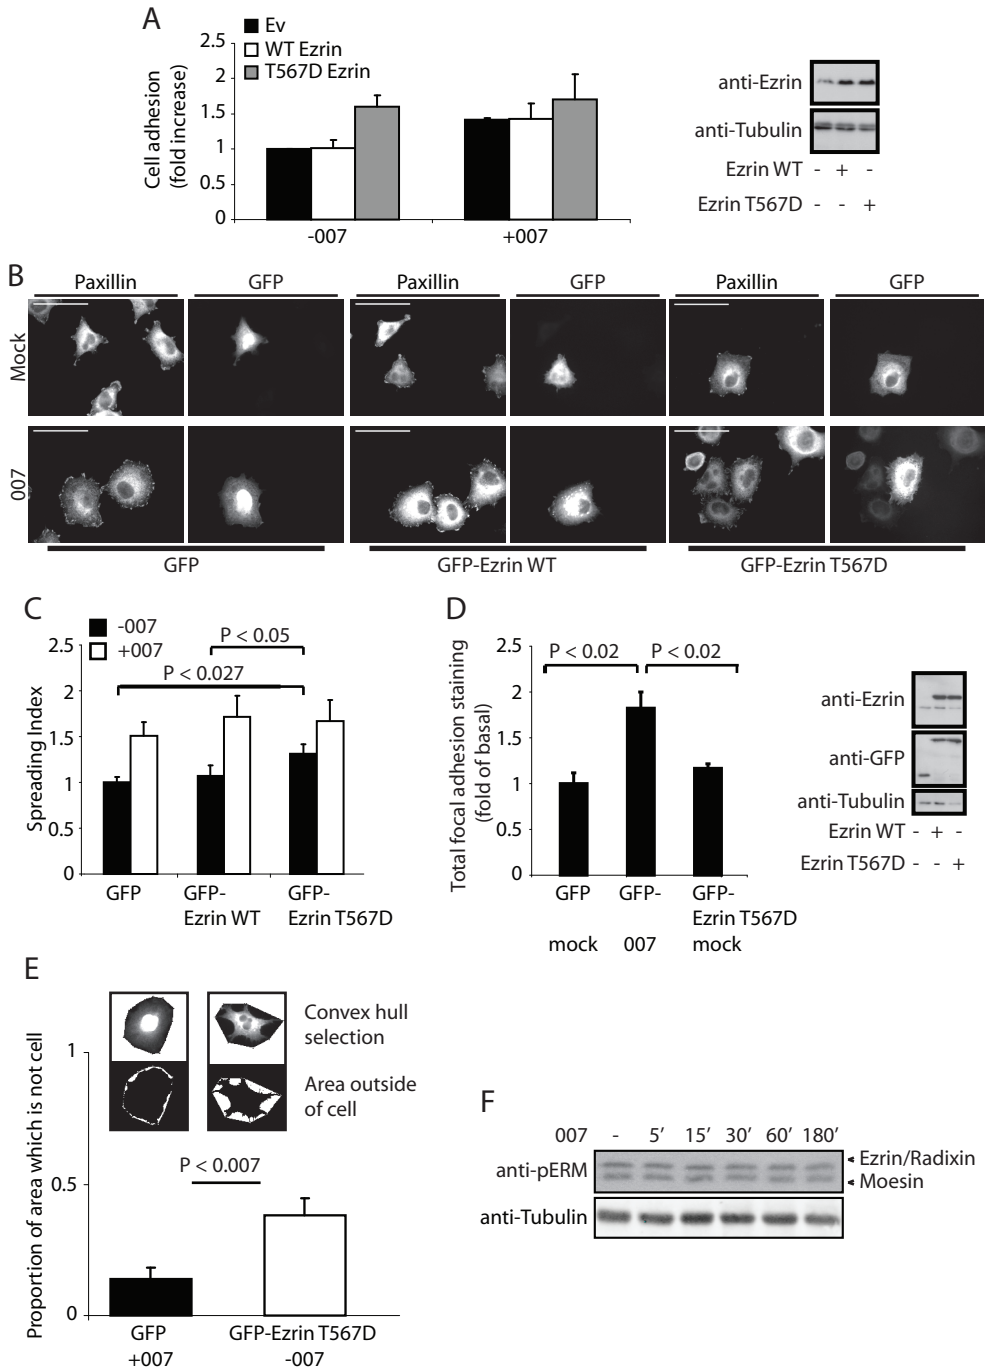 A
Ev
WT Ezrin
T567D Ezrin
Cell adhesion
(fold increase)
2.5
2
1.5
1
0.5
0
-007
+007
anti-Ezrin
anti-Tubulin
Ezrin WT - + -
Ezrin T567D - - +
B
Paxillin GFP Paxillin GFP Paxillin GFP
Mock
007
GFP GFP-Ezrin WT GFP-Ezrin T567D
C
-007
+007
P < 0.05
P < 0.027
Spreading Index
2.5
2
1.5
1
0.5
0
GFP
GFP-
Ezrin WT
GFP-
Ezrin T567D
D
P < 0.02 P < 0.02
Total focal adhesion staining
(fold of basal)
2.5
2
1.5
1
0.5
0
GFP
mock
GFP-
007
GFP-
Ezrin T567D
mock
anti-Ezrin
anti-GFP
anti-Tubulin
Ezrin WT - + -
Ezrin T567D - - +
E
Convex hull
selection
Area outside
of cell
Proportion of area which is not cell
1
0.5
0
P < 0.007
GFP
+007
GFP-Ezrin T567D
-007
F
007 - 5′ 15′ 30′ 60′ 180′
anti-pERM
Ezrin/Radixin
Moesin
anti-Tubulin